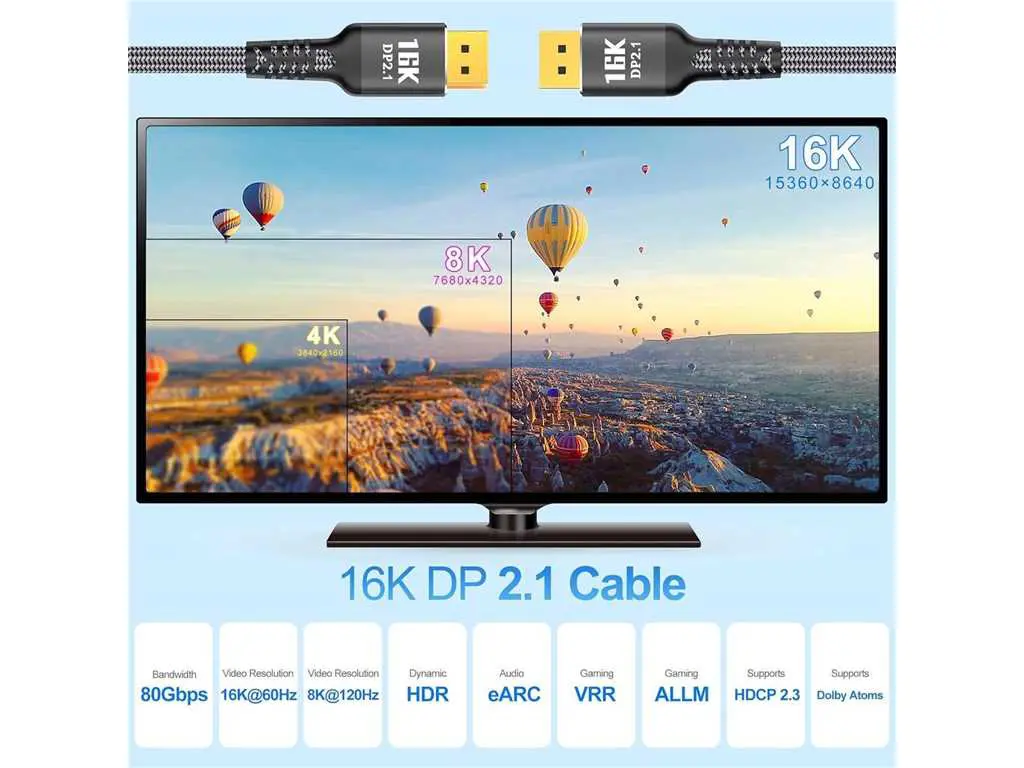 16K
DP2.1
16K
DP2.1
16K
15360×8640
8K
7680x4320
4K
3840x2160
16K DP 2.1 Cable
Bandwidth
80Gbps
Video Resolution
16K@60Hz
Video Resolution
8K@120Hz
Dynamic
HDR
Audio
eARC
Gaming
VRR
Gaming
ALLM
Supports
HDCP 2.3
Supports
Dolby Atoms